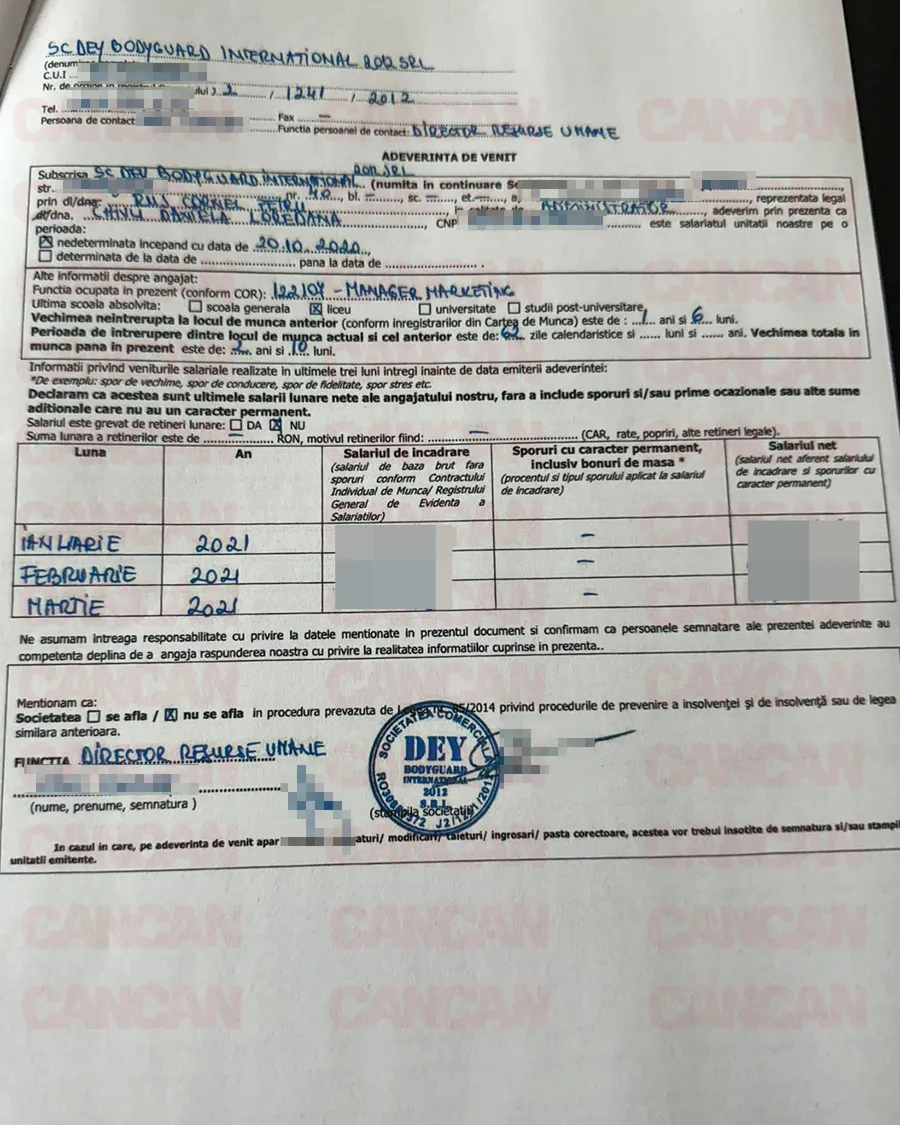 SC DEY BODYGUARD INTERNATIONAL 2012 SRL
(denum
C.U.I ...
Nr. de ului J 2 / 1241 / 2012
Tel. Fax —
Persoana de contact: Functia persoanei de contact: DIRECTOR RESURSE UMANE
ADEVERINTA DE VENIT
Subscrisa SC DEY BODYGUARD INTERNATIONAL 2012 SRL (numita in continuare
str. nr. bl. — sc. — et. — a, reprezentata legal
prin dl/dna: CORNEL ADMINISTRATOR, adeverim prin prezenta ca
dl/dna. DANIELA LOREDANA, CNP este salariatul unitatii noastre pe o
perioada:
☒ nedeterminata incepand cu data de 20.10.2020,
☐ determinata de la data de pana la data de
Alte informatii despre angajat:
Functia ocupata in prezent (conform COR): 122107 - MANAGER MARKETING
Ultima scoala absolvita: ☐ scoala generala ☒ liceu ☐ universitate ☐ studii post-universitare
Vechimea neintrerupta la locul de munca anterior (conform inregistrarilor din Cartea de Munca) este de : 1 ani si 6 luni.
Perioada de intrerupere dintre locul de munca actual si cel anterior este de: 62 zile calendaristice si ...... luni si ...... ani. Vechimea totala in
munca pana in prezent este de: ani si 10 luni.
Informatii privind veniturile salariale realizate in ultimele trei luni intregi inainte de data emiterii adeverintei:
*De exemplu: spor de vechime, spor de conducere, spor de fidelitate, spor stres etc.
Declaram ca acestea sunt ultimele salarii lunare nete ale angajatului nostru, fara a include sporuri si/sau prime ocazionale sau alte sume
aditionale care nu au un caracter permanent.
Salariul este grevat de retineri lunare: ☐ DA ☒ NU
Suma lunara a retinerilor este de — RON, motivul retinerilor fiind: — (CAR, rate, popriri, alte retineri legale).
Luna
An
Salariul de incadrare
(salariul de baza brut fara
sporuri conform Contractului
Individual de Munca/ Registrului
General de Evidenta a
Salariatilor)
Sporuri cu caracter permanent,
inclusiv bonuri de masa *
(procentul si tipul sporului aplicat la salariul
de incadrare)
Salariul net
(salariul net aferent salariului
de incadrare si sporurilor cu
caracter permanent)
IANUARIE 2021 —
FEBRUARIE 2021 —
MARTIE 2021 —
Ne asumam intreaga responsabilitate cu privire la datele mentionate in prezentul document si confirmam ca persoanele semnatare ale prezentei adeverinte au
competenta deplina de a angaja raspunderea noastra cu privire la realitatea informatiilor cuprinse in prezenta..
Mentionam ca:
Societatea ☐ se afla / ☒ nu se afla in procedura prevazuta de /2014 privind procedurile de prevenire a insolvenţei şi de insolvenţă sau de legea
similara anterioara.
FUNCTIA DIRECTOR RESURSE UMANE
(nume, prenume, semnatura )
SOCIETATEA COMERCIALA
DEY
BODYGUARD
INTERNATIONAL
2012
S.R.L.
(stampila societatii)
In cazul in care, pe adeverinta de venit apar aturi/ modificari/ taieturi/ ingrosari/ pasta corectoare, acestea vor trebui insotite de semnatura si/sau stampil
unitatii emitente.
CANCAN CANCAN CANCAN
CANCAN CANCAN CANCAN